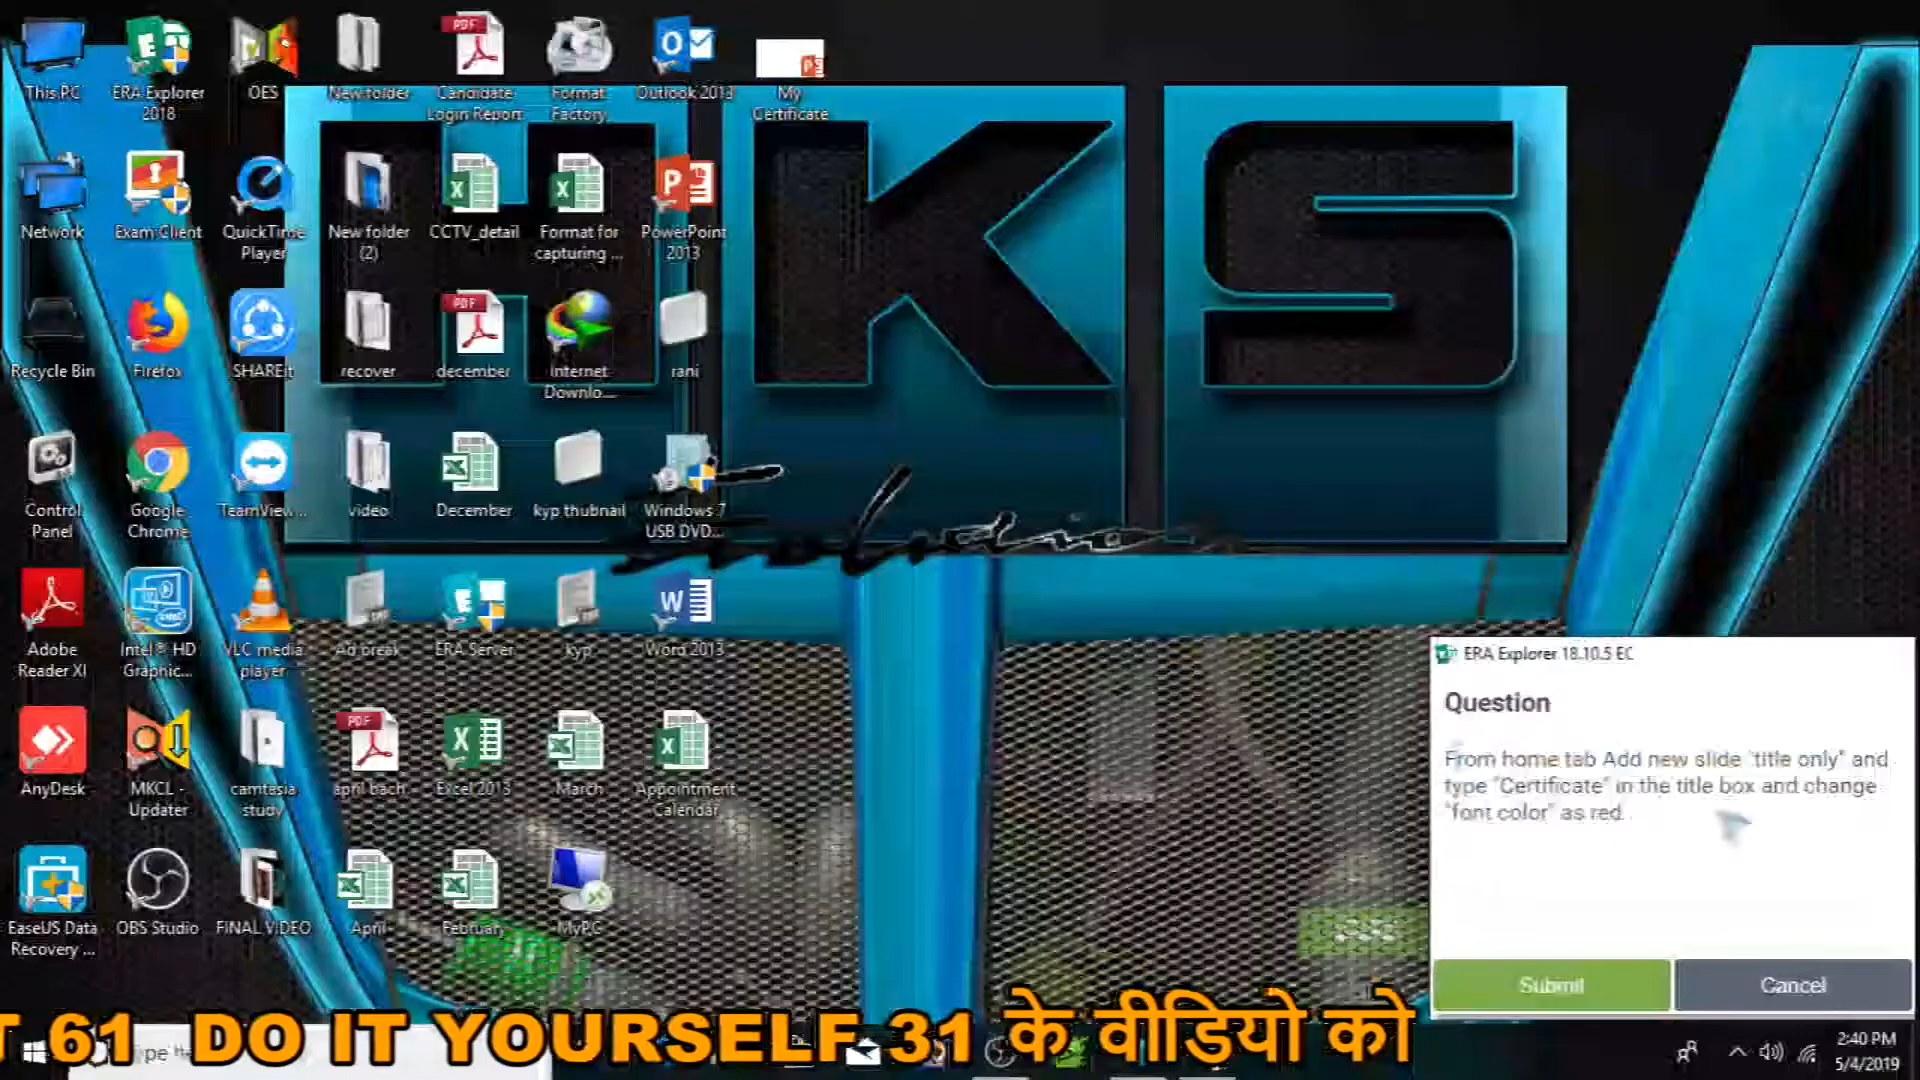 This PC
ERA Explorer
2018
OES
New folder
Candidate
Login Report
Format
Factory
Outlook 2013
My
Certificate
Network
Exam Client
QuickTime
Player
New folder
(2)
CCTV_detail
Format for
capturing ...
PowerPoint
2013
KS
Recycle Bin
Firefox
SHAREit
recover
december
Internet
Downlo...
rani
Control
Panel
Google
Chrome
TeamView...
video
December
kyp thubnail
Windows 7
USB DVD...
Adobe
Reader XI
Intel® HD
Graphic...
VLC media
player
Ad break
ERA Server
kyp
Word 2013
ERA Explorer 18.10.5 EC
Question
From home tab Add new slide "title only" and
type "Certificate" in the title box and change
"font color" as red.
Submit
Cancel
AnyDesk
MKCL -
Updater
camtasia
study
april bach
Excel 2013
March
Appointment
Calendar
EaseUS Data
Recovery ...
OBS Studio
FINAL VIDEO
April
February
MyPC
T 61 DO IT YOURSELF 31 के वीडियो को
2:40 PM
5/4/2019